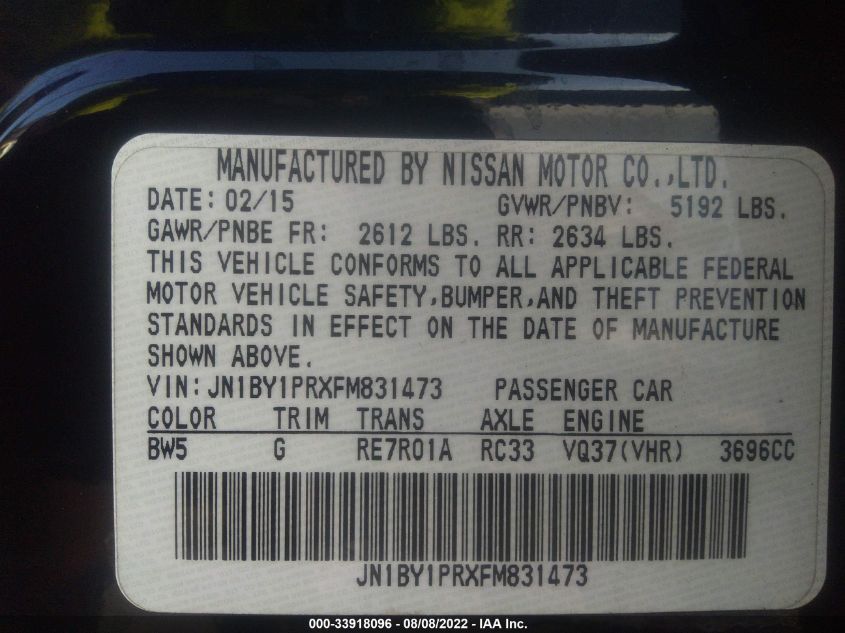 MANUFACTURED BY NISSAN MOTOR CO.,LTD.
DATE: 02/15 GVWR/PNBV: 5192 LBS.
GAWR/PNBE FR: 2612 LBS. RR: 2634 LBS.
THIS VEHICLE CONFORMS TO ALL APPLICABLE FEDERAL
MOTOR VEHICLE SAFETY,BUMPER,AND THEFT PREVENTION
STANDARDS IN EFFECT ON THE DATE OF MANUFACTURE
SHOWN ABOVE.
VIN:JN1BY1PRXFM831473 PASSENGER CAR
COLOR TRIM TRANS AXLE ENGINE
BW5 G RE7R01A RC33 VQ37(VHR) 3696CC
JN1BY1PRXFM831473
000-33918096 - 08/08/2022 - IAA Inc.